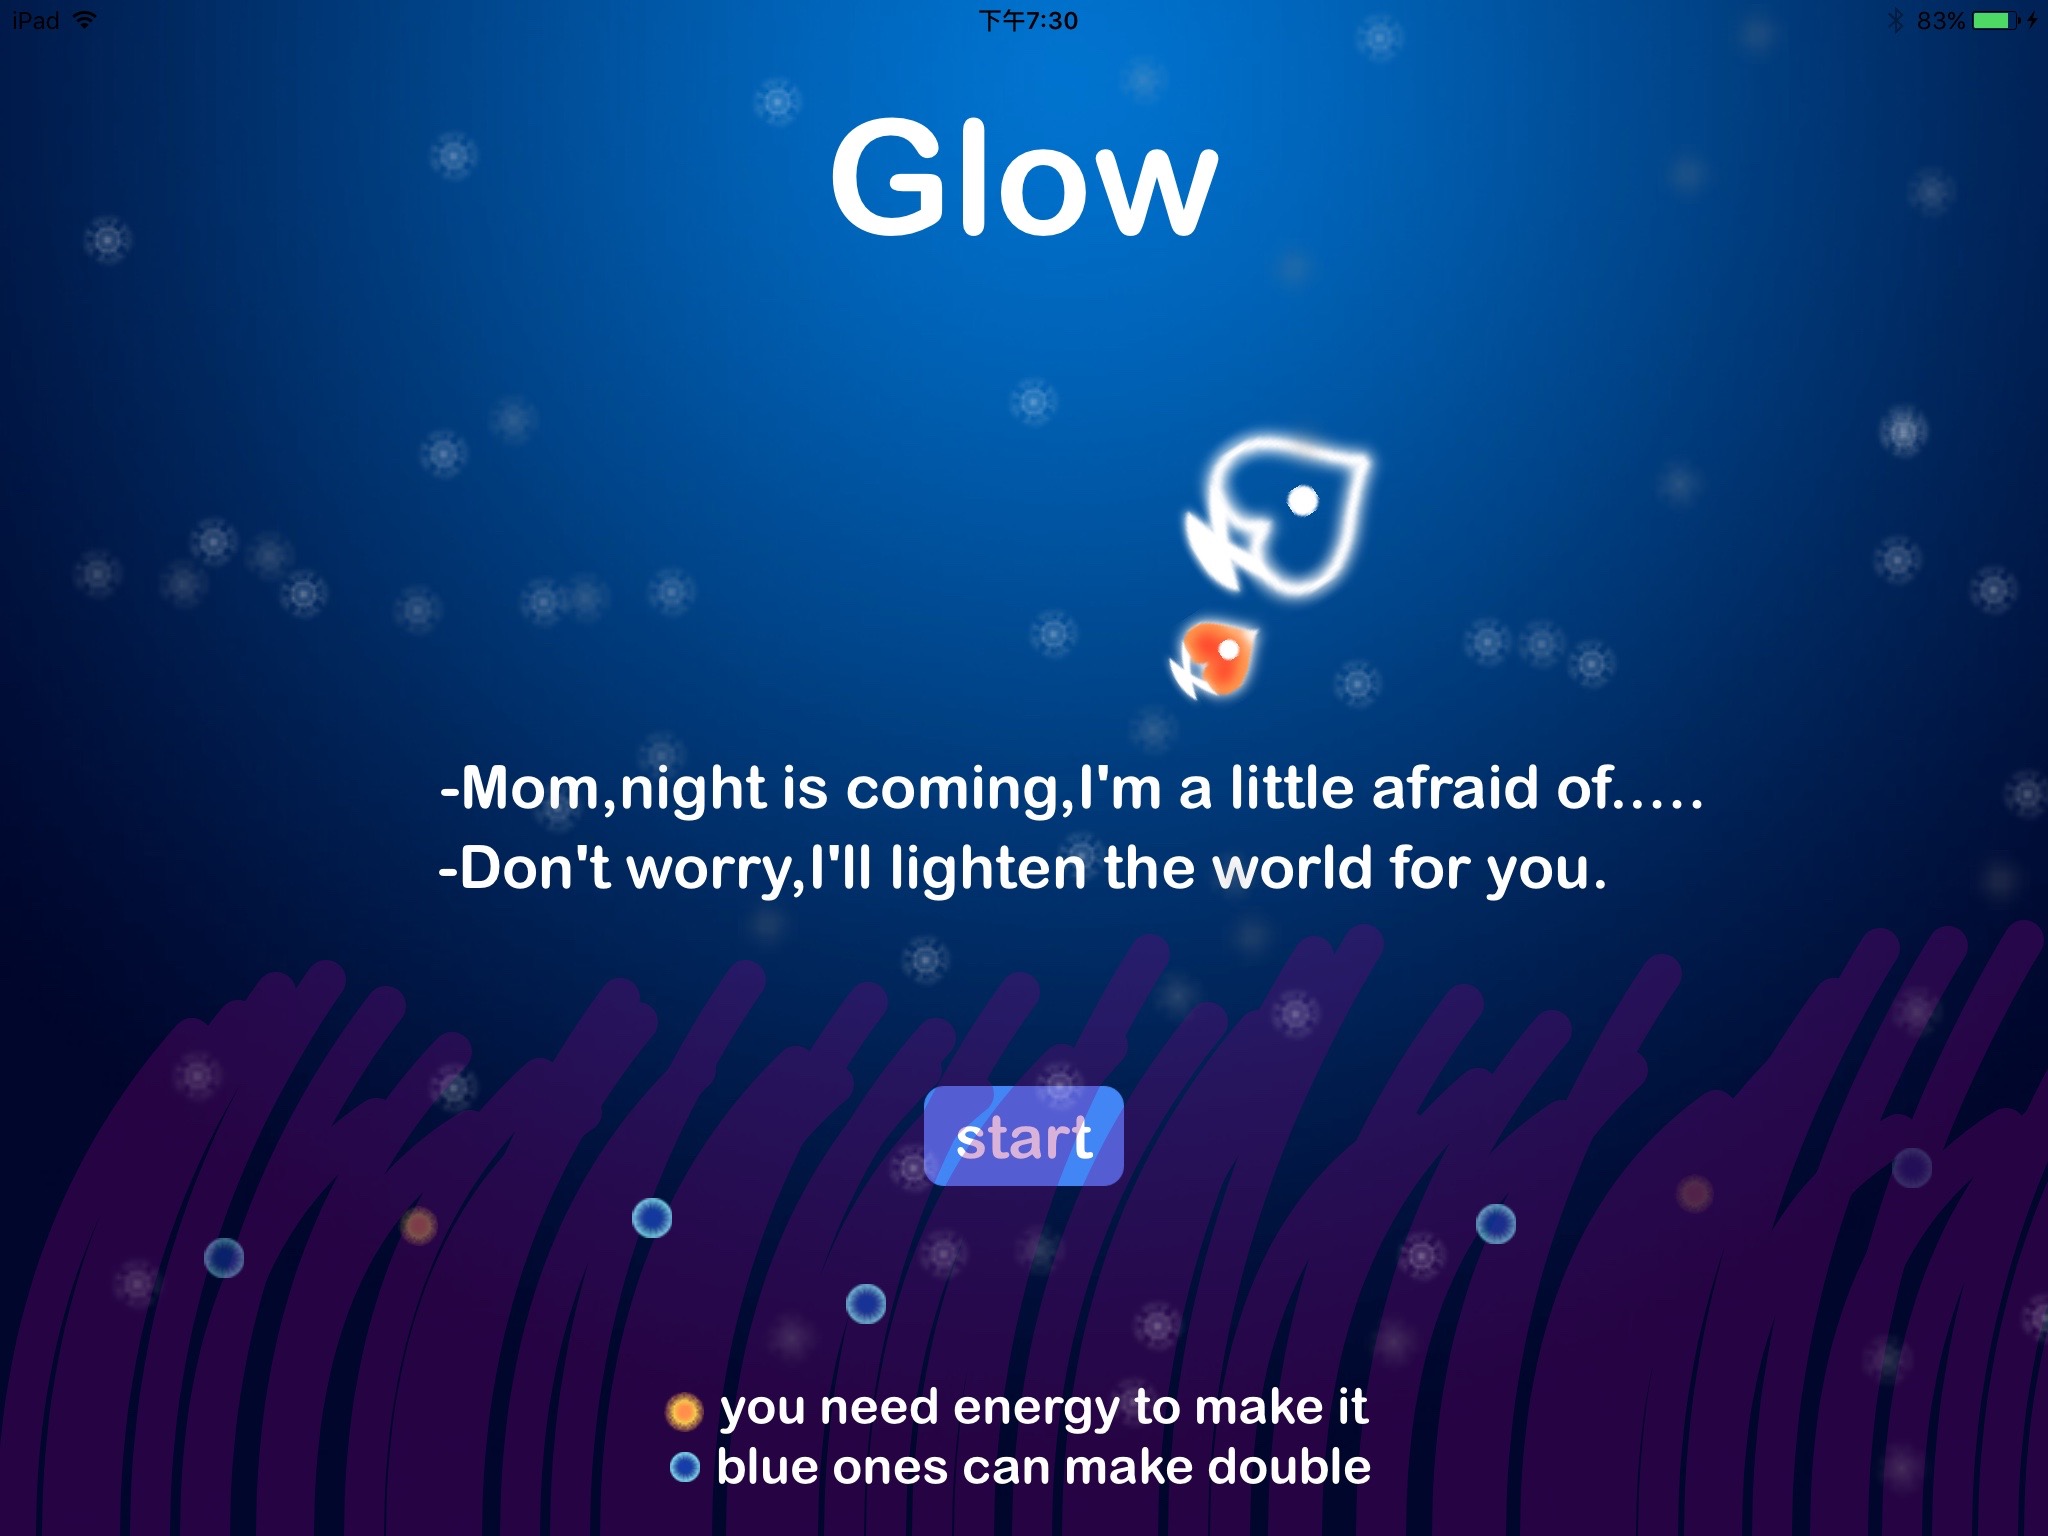 iPad 下午7:30 83%
Glow
-Mom,night is coming,I'm a little afraid of.....
-Don't worry,I'll lighten the world for you.
start
you need energy to make it
blue ones can make double